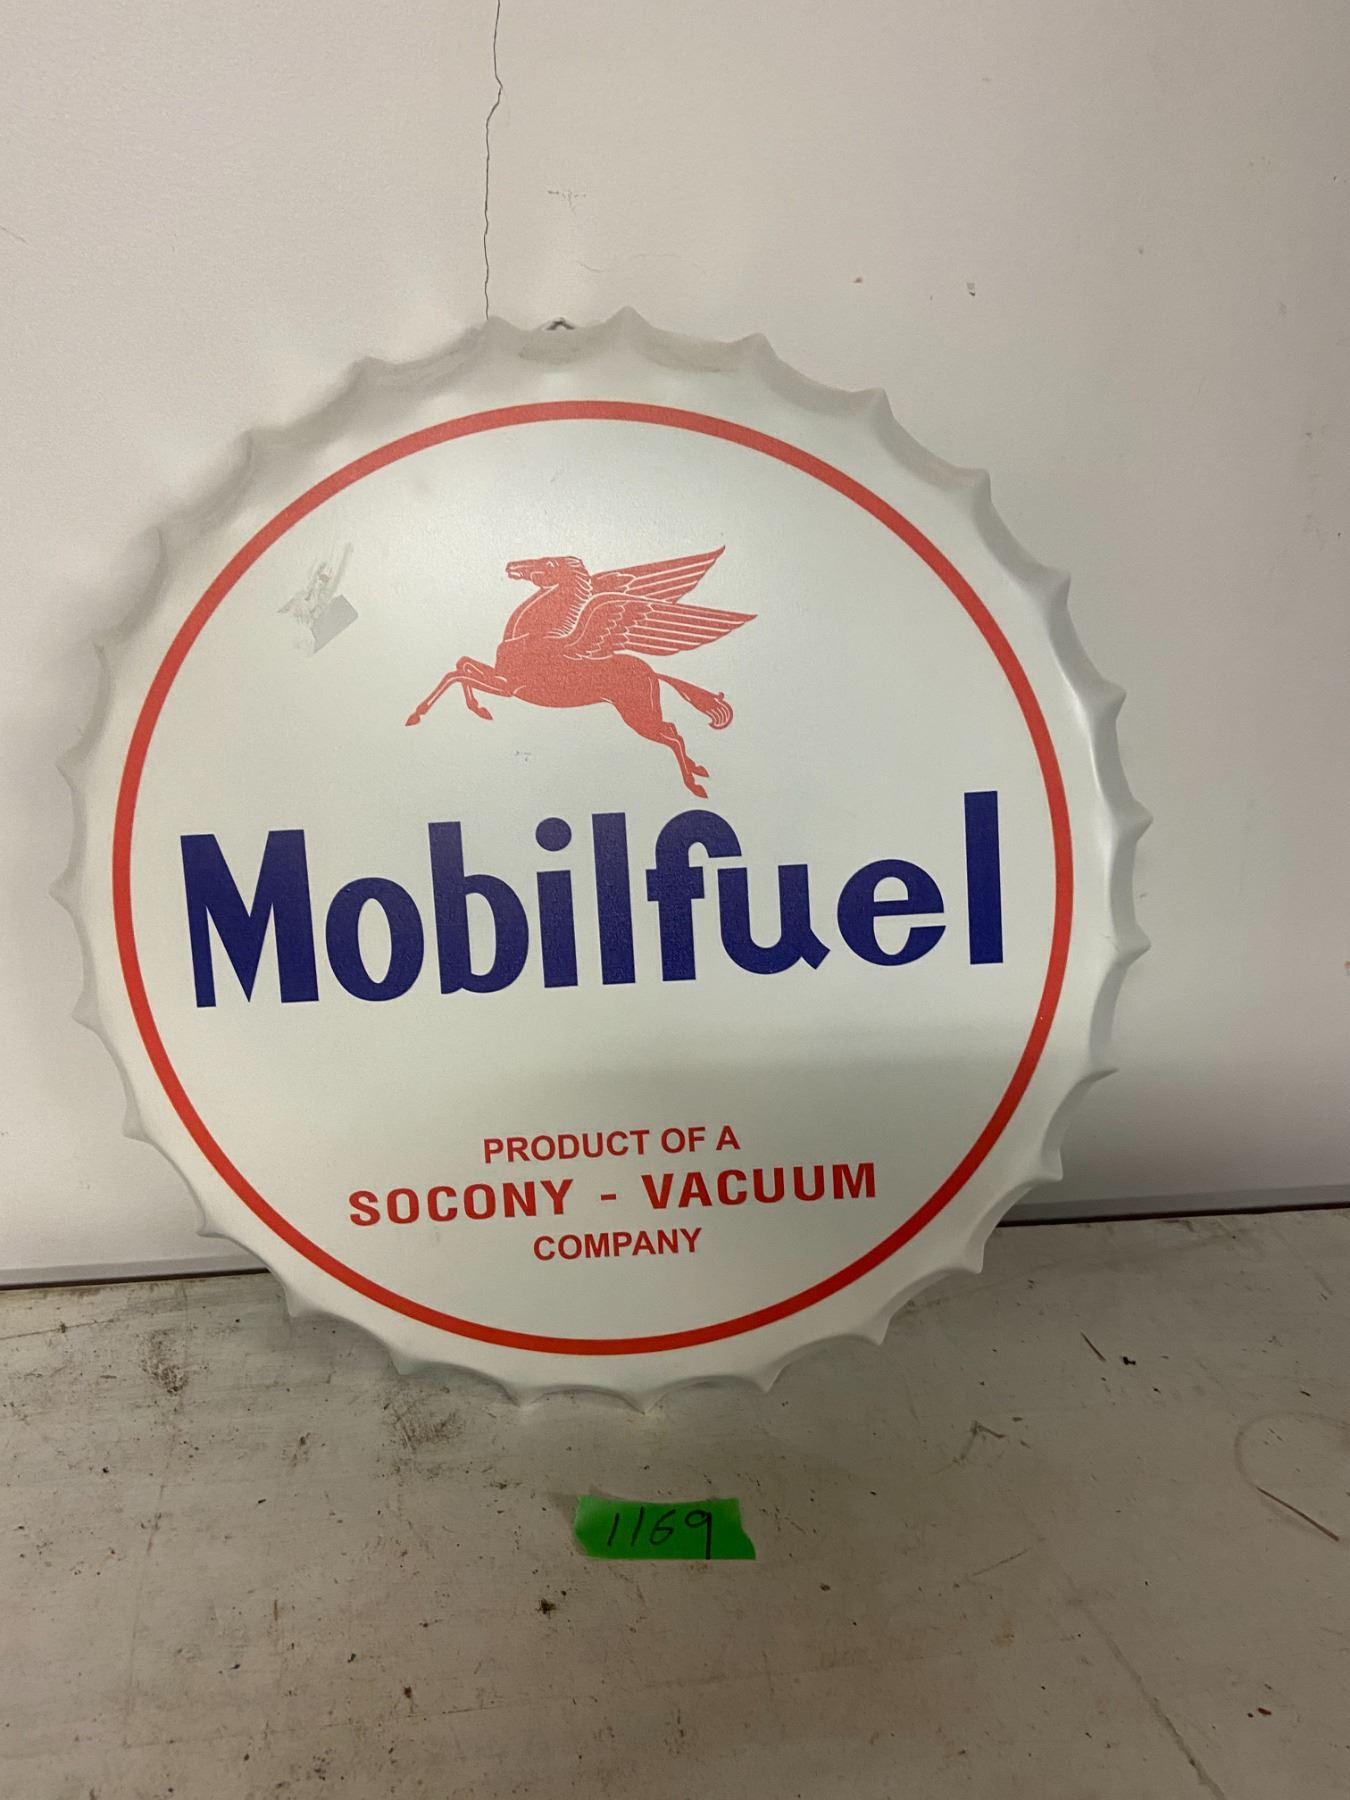 Mobilfuel
PRODUCT OF A
SOCONY - VACUUM
COMPANY
1169